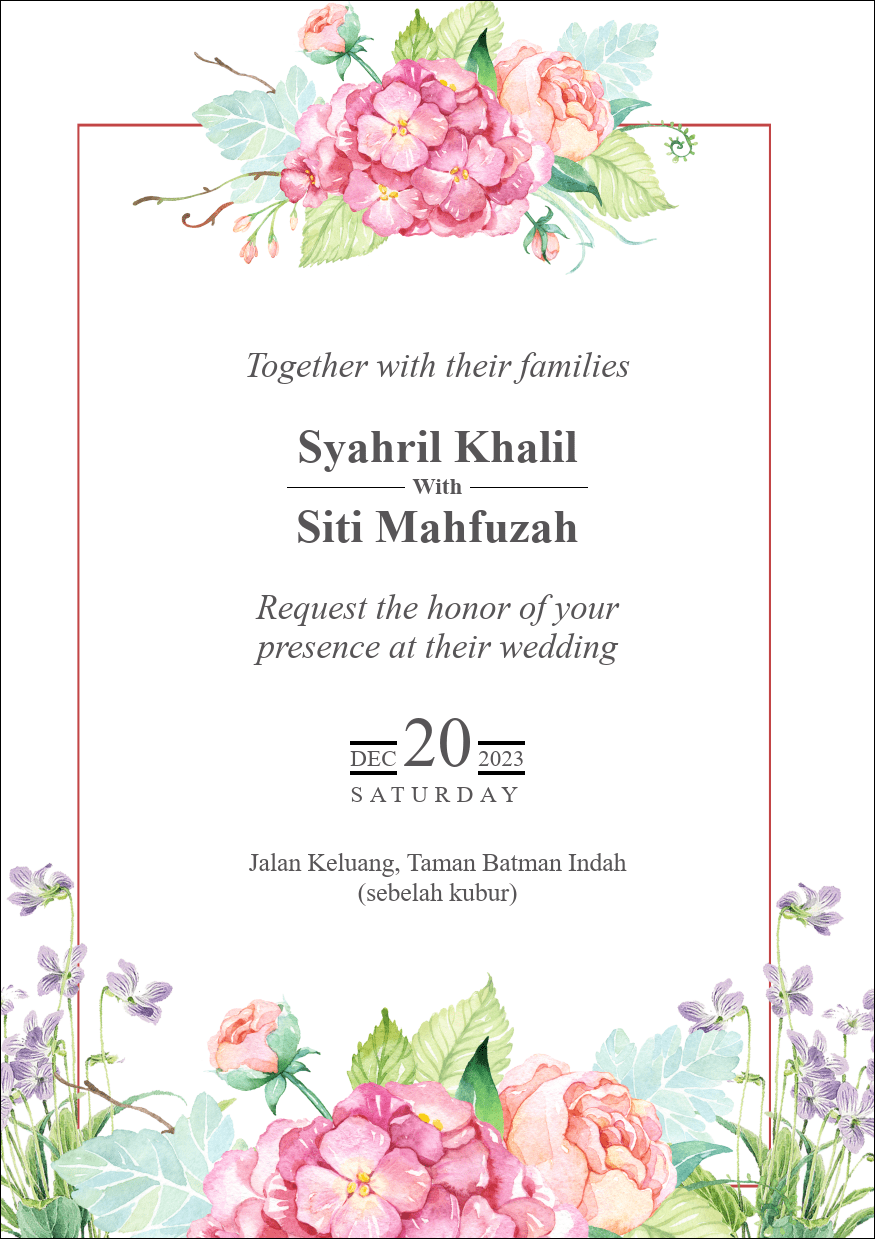 Together with their families
Syahril Khalil
With
Siti Mahfuzah
Request the honor of your
presence at their wedding
DEC 20 2023
SATURDAY
Jalan Keluang, Taman Batman Indah
(sebelah kubur)